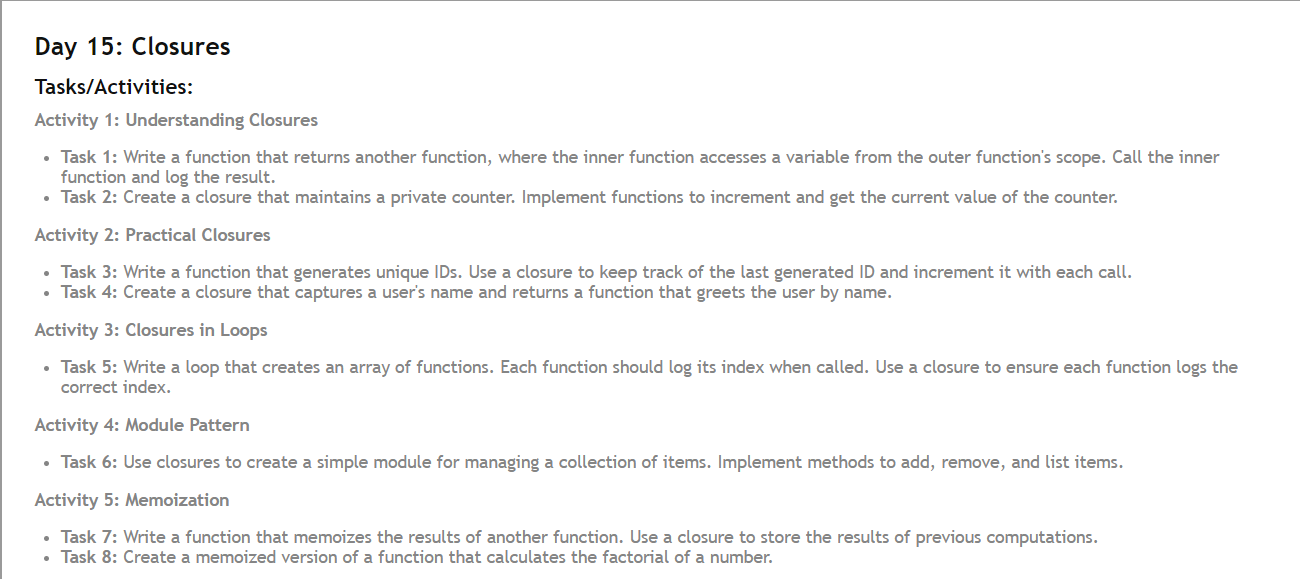 Day 15: Closures
Tasks/Activities:
Activity 1: Understanding Closures
• Task 1: Write a function that returns another function, where the inner function accesses a variable from the outer function's scope. Call the inner
function and log the result.
• Task 2: Create a closure that maintains a private counter. Implement functions to increment and get the current value of the counter.
Activity 2: Practical Closures
• Task 3: Write a function that generates unique IDs. Use a closure to keep track of the last generated ID and increment it with each call.
• Task 4: Create a closure that captures a user's name and returns a function that greets the user by name.
Activity 3: Closures in Loops
• Task 5: Write a loop that creates an array of functions. Each function should log its index when called. Use a closure to ensure each function logs the
correct index.
Activity 4: Module Pattern
• Task 6: Use closures to create a simple module for managing a collection of items. Implement methods to add, remove, and list items.
Activity 5: Memoization
• Task 7: Write a function that memoizes the results of another function. Use a closure to store the results of previous computations.
• Task 8: Create a memoized version of a function that calculates the factorial of a number.